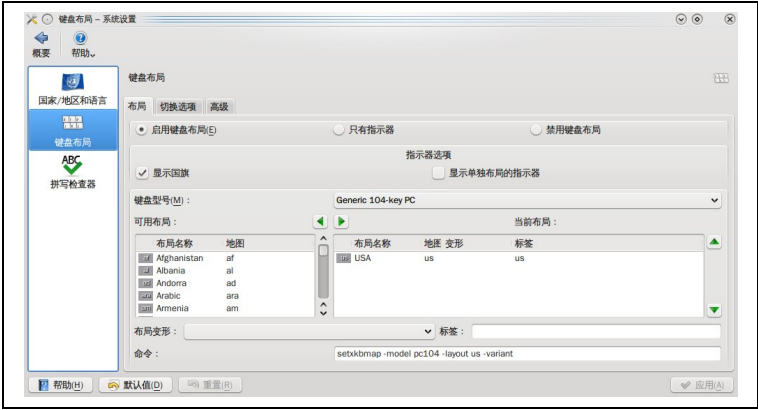 键盘布局 – 系统设置
概要 帮助
国家/地区和语言
键盘布局
ABC
拼写检查器
键盘布局
布局 切换选项 高级
启用键盘布局(E) 只有指示器 禁用键盘布局
指示器选项
显示国旗 显示单独布局的指示器
键盘型号(M)： Generic 104-key PC
可用布局： 当前布局：
布局名称 地图 布局名称 地图 变形 标签
Afghanistan af USA us us
Albania al
Andorra ad
Arabic ara
Armenia am
布局变形： 标签：
命令： setxkbmap -model pc104 -layout us -variant
帮助(H) 默认值(D) 重置(R) 应用(A)